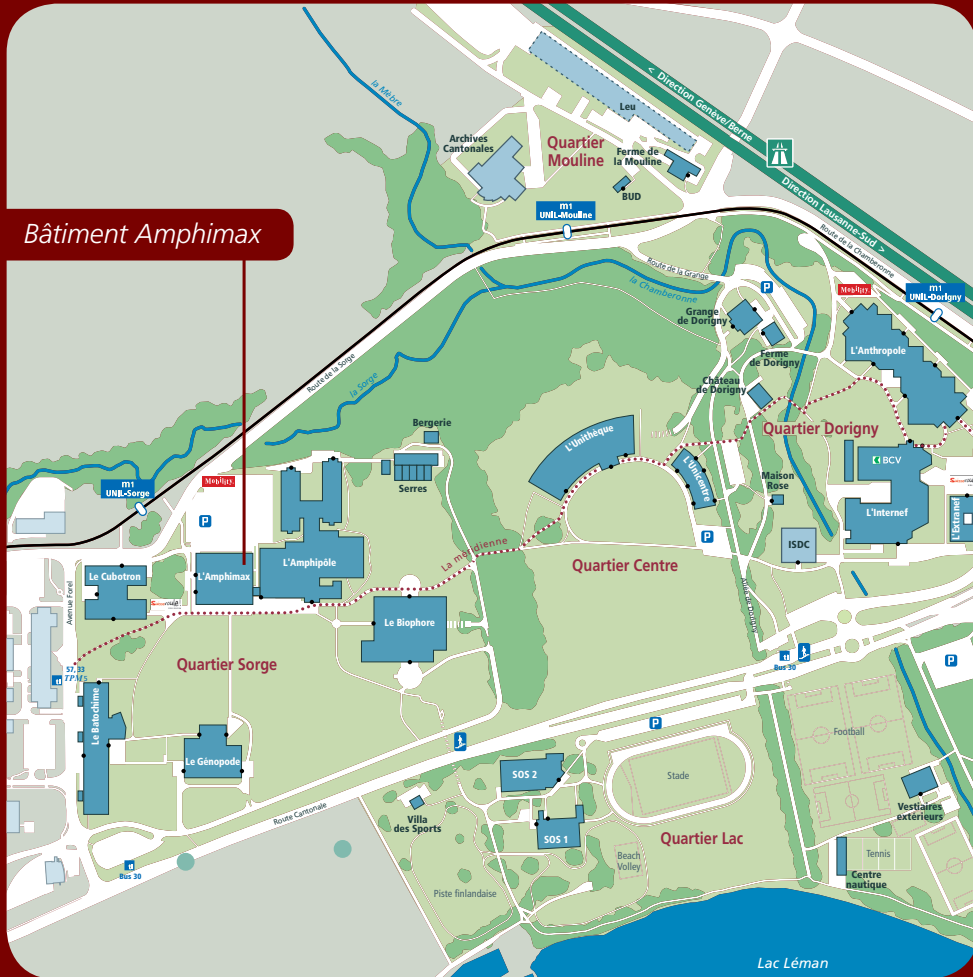 < Direction Genève/Berne
Leu
la Mèbre
Archives
Cantonales
Quartier
Mouline
Ferme de
la Mouline
BUD
m1
UNIL-Mouline
Direction Lausanne-Sud >
Route de la Chamberonne
Bâtiment Amphimax
Route de la Grange
la Chamberonne
P
Mobility
m1
UNIL-Dorigny
Grange
de Dorigny
Ferme
de Dorigny
L'Anthropole
Route de la Sorge
la Sorge
Château
de Dorigny
Bergerie
Quartier Dorigny
L'Unithèque
L'Unicentre
BCV
Serres
Maison
Rose
m1
UNIL-Sorge
Mobility
P
L'Internef
L'Extranef
La méridienne
P
ISDC
L'Amphipôle
Quartier Centre
Le Cubotron
L'Amphimax
Avenue Forel
Allée de Dorigny
Le Biophore
Quartier Sorge
57, 33
TPM
Bus 30
P
Le Batochime
Le Génopode
P
Football
SOS 2
Stade
Villa
des Sports
Route Cantonale
Vestiaires
extérieurs
SOS 1
Quartier Lac
Beach
Volley
Tennis
Bus 30
Centre
nautique
Piste finlandaise
Lac Léman